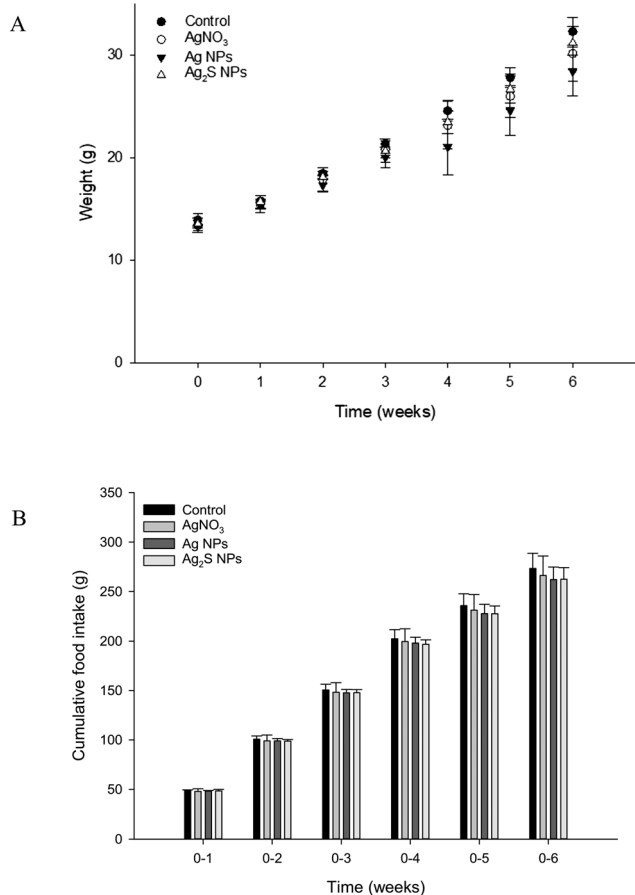 A
Control
AgNO₃
Ag NPs
Ag₂S NPs
Weight (g)
30
20
10
0
0 1 2 3 4 5 6
Time (weeks)
B
Control
AgNO₃
Ag NPs
Ag₂S NPs
Cumulative food intake (g)
350
300
250
200
150
100
50
0
0-1 0-2 0-3 0-4 0-5 0-6
Time (weeks)